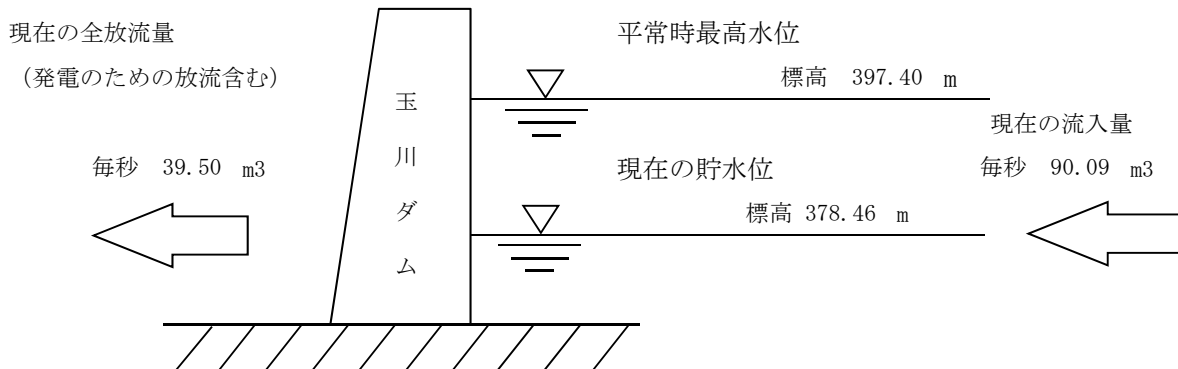 現在の全放流量
（発電のための放流含む）
毎秒 39.50 m3
玉川ダム
平常時最高水位
標高 397.40 m
現在の貯水位
標高 378.46 m
現在の流入量
毎秒 90.09 m3